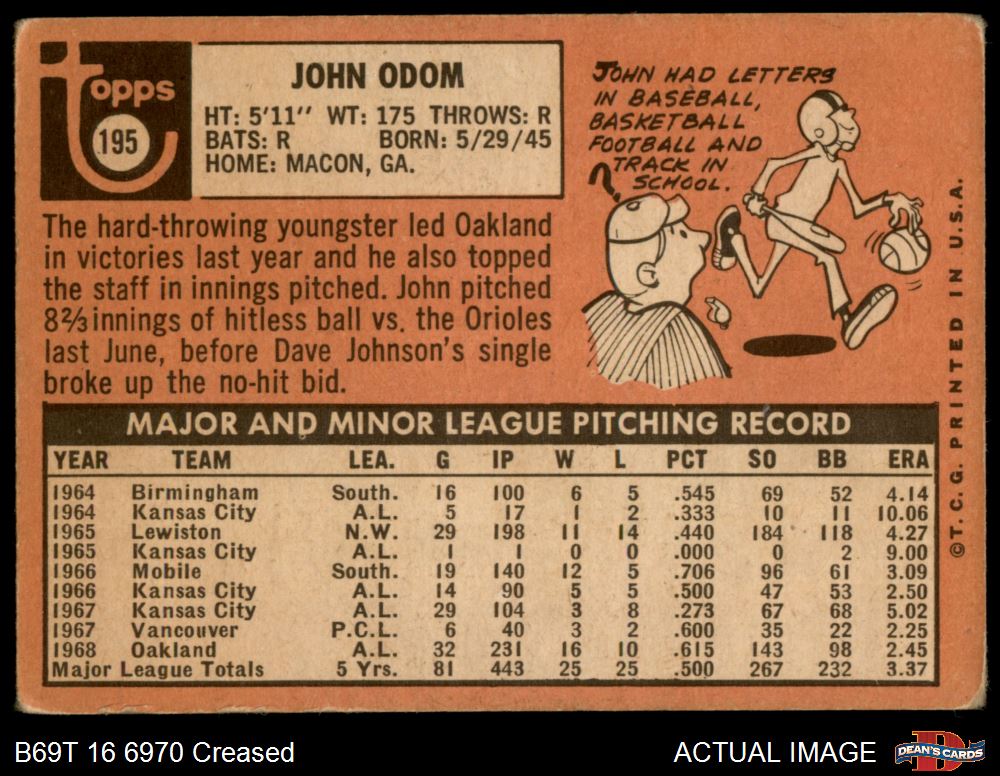 topps
195
JOHN ODOM
HT: 5'11" WT: 175 THROWS: R
BATS: R BORN: 5/29/45
HOME: MACON, GA.
The hard-throwing youngster led Oakland
in victories last year and he also topped
the staff in innings pitched. John pitched
8⅔ innings of hitless ball vs. the Orioles
last June, before Dave Johnson's single
broke up the no-hit bid.
JOHN HAD LETTERS
IN BASEBALL,
BASKETBALL
FOOTBALL AND
TRACK IN
SCHOOL.
?
©T.C.G. PRINTED IN U.S.A.
MAJOR AND MINOR LEAGUE PITCHING RECORD
YEAR TEAM LEA. G IP W L PCT SO BB ERA
1964 Birmingham South. 16 100 6 5 .545 69 52 4.14
1964 Kansas City A.L. 5 17 1 2 .333 10 11 10.06
1965 Lewiston N.W. 29 198 11 14 .440 184 118 4.27
1965 Kansas City A.L. 1 1 0 0 .000 0 2 9.00
1966 Mobile South. 19 140 12 5 .706 96 61 3.09
1966 Kansas City A.L. 14 90 5 5 .500 47 53 2.50
1967 Kansas City A.L. 29 104 3 8 .273 67 68 5.02
1967 Vancouver P.C.L. 6 40 3 2 .600 35 22 2.25
1968 Oakland A.L. 32 231 16 10 .615 143 98 2.45
Major League Totals 5 Yrs. 81 443 25 25 .500 267 232 3.37
B69T 16 6970 Creased
ACTUAL IMAGE
D
DEAN'S CARDS